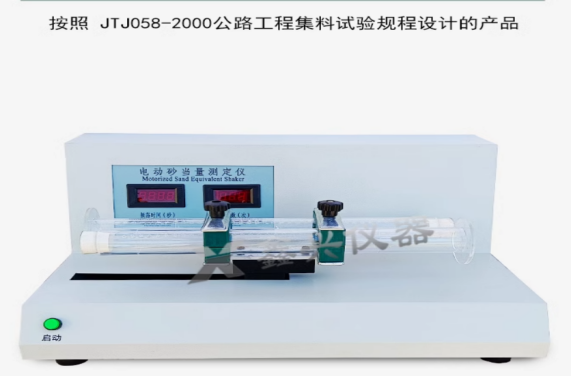 按照 JTJ058-2000公路工程集料试验规程设计的产品
电动砂当量测定仪
Motorized Sand Equivalent Shaker
鑫兴仪器
启动